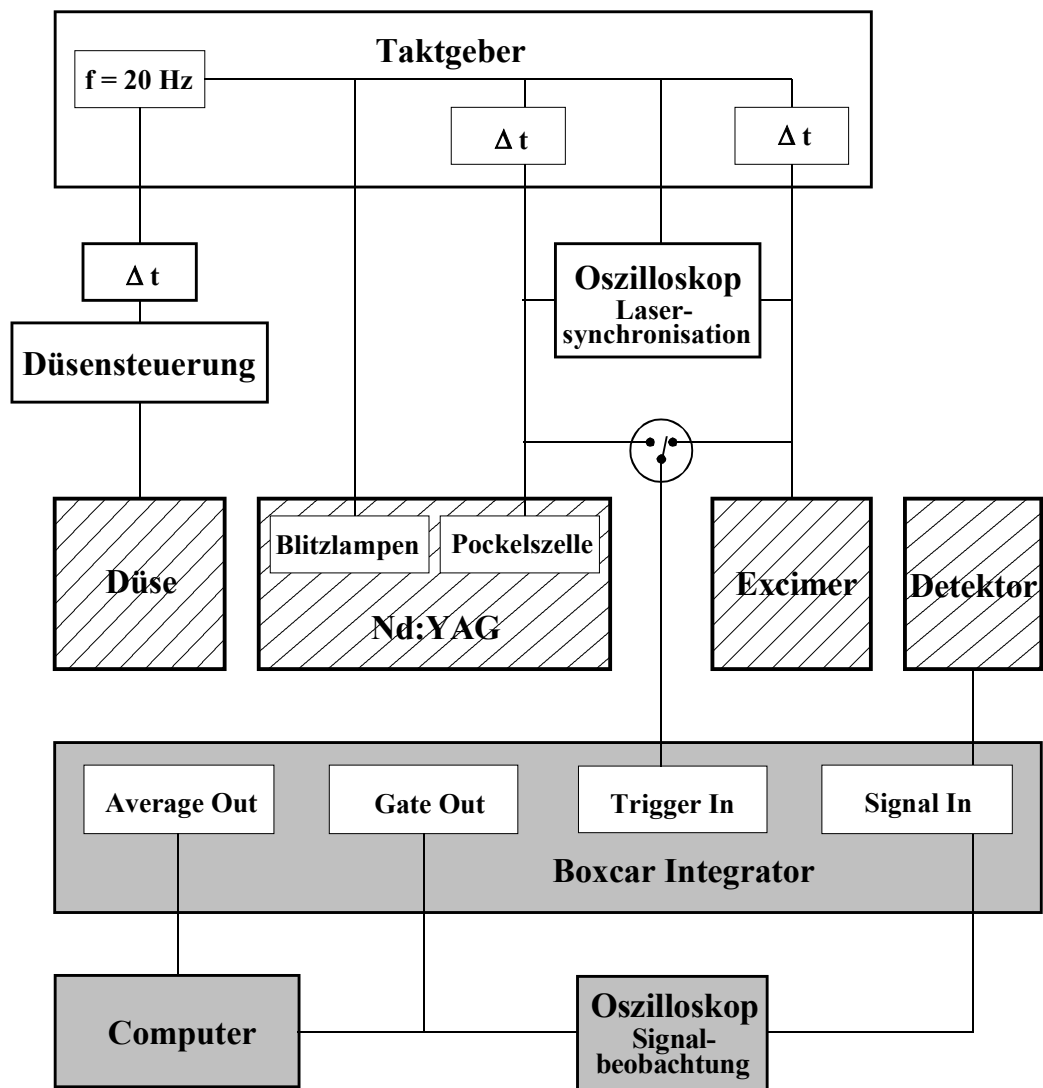 Taktgeber
f = 20 Hz
Δ t
Δ t
Δ t
Oszilloskop
Laser-
synchronisation
Düsensteuerung
Blitzlampen
Pockelszelle
Düse
Nd:YAG
Excimer
Detektor
Average Out
Gate Out
Trigger In
Signal In
Boxcar Integrator
Computer
Oszilloskop
Signal-
beobachtung